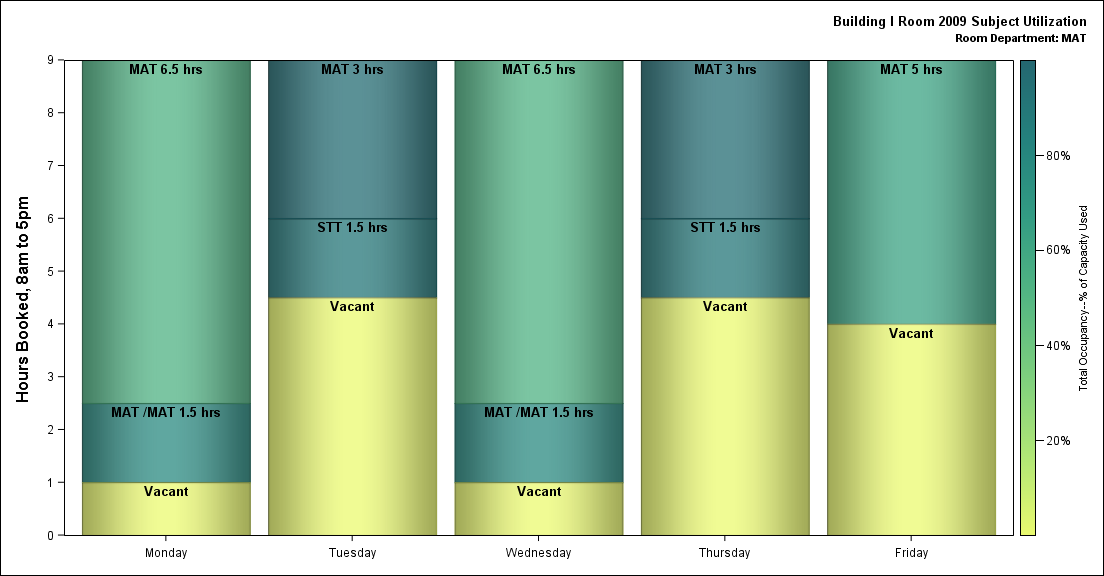 Building I Room 2009 Subject Utilization
Room Department: MAT
Hours Booked, 8am to 5pm
9
8
7
6
5
4
3
2
1
0
MAT 6.5 hrs
MAT /MAT 1.5 hrs
Vacant
MAT 3 hrs
STT 1.5 hrs
Vacant
MAT 6.5 hrs
MAT /MAT 1.5 hrs
Vacant
MAT 3 hrs
STT 1.5 hrs
Vacant
MAT 5 hrs
Vacant
Monday
Tuesday
Wednesday
Thursday
Friday
80%
60%
40%
20%
Total Occupancy--% of Capacity Used